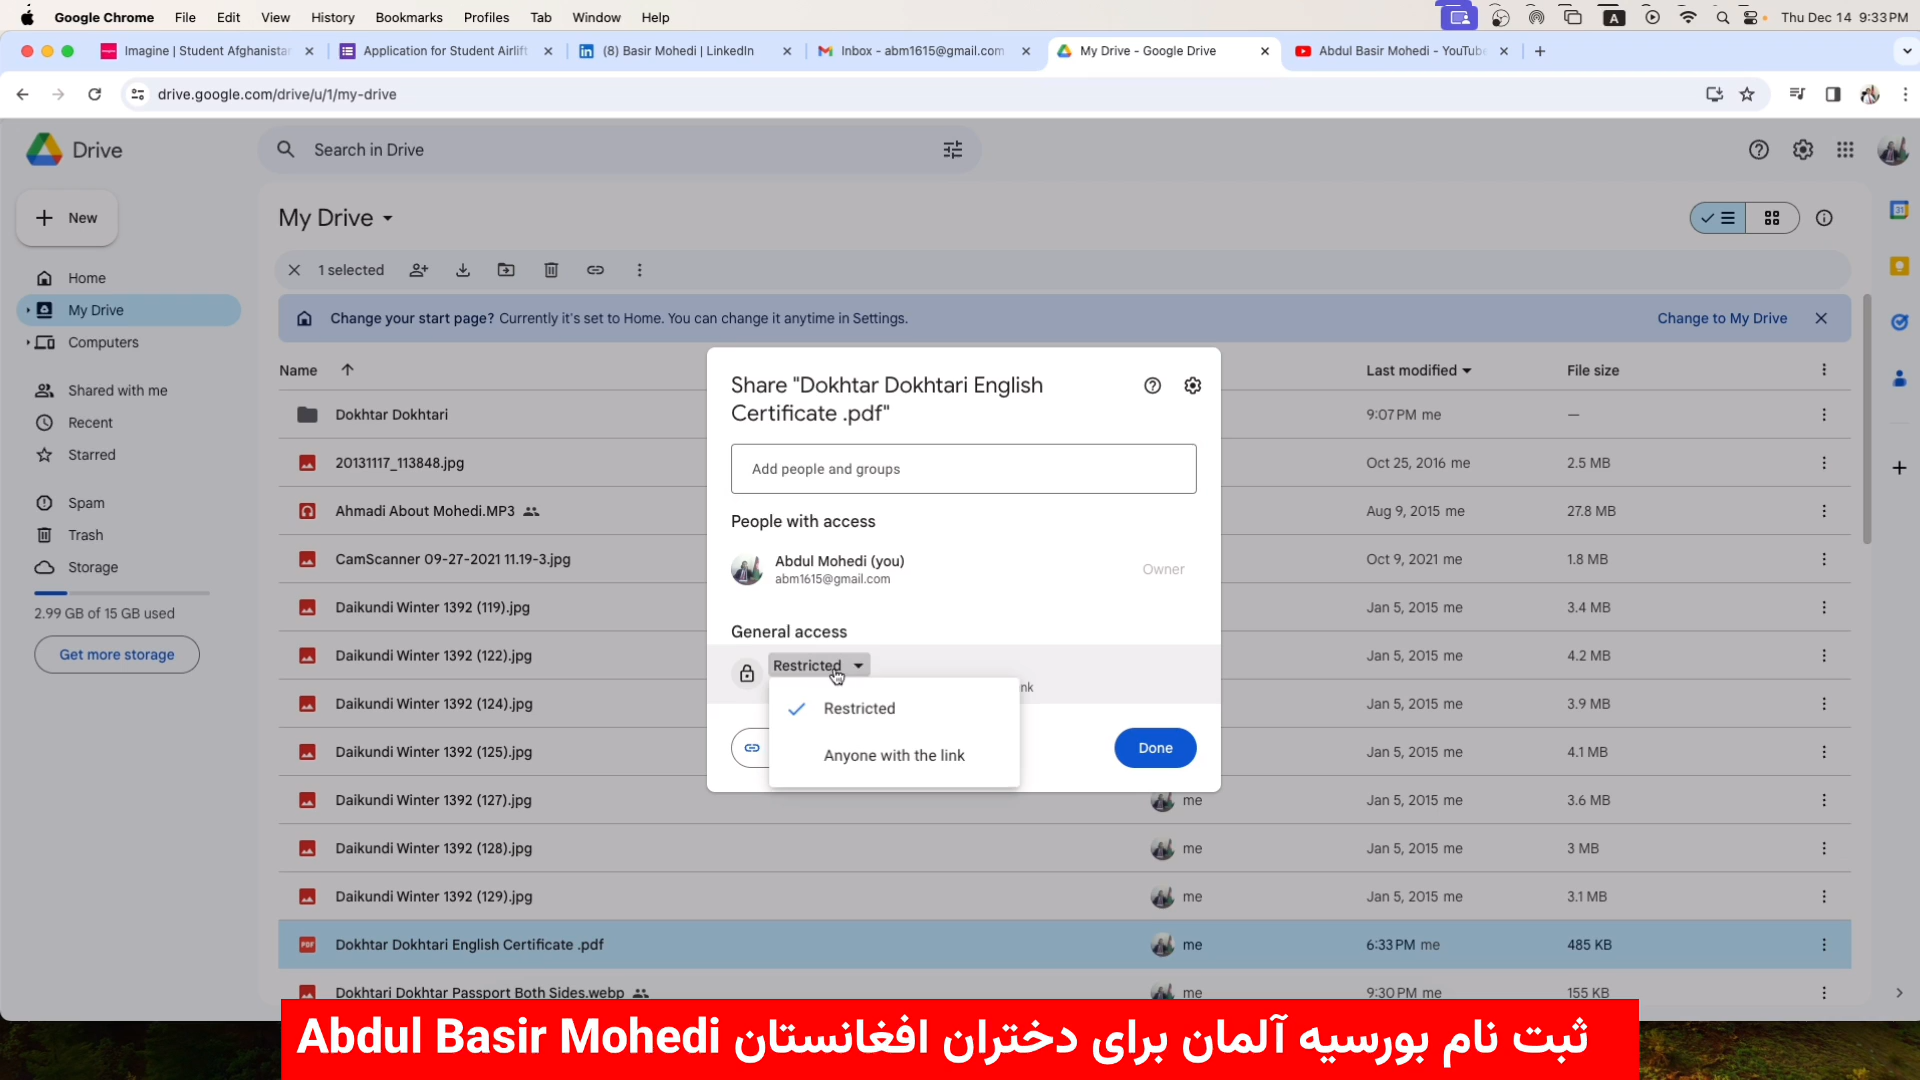 Google Chrome File Edit View History Bookmarks Profiles Tab Window Help A Thu Dec 14 9:33 PM
Imagine | Student Afghanistan Application for Student Airlift (8) Basir Mohedi | LinkedIn Inbox - abm1615@gmail.com My Drive - Google Drive Abdul Basir Mohedi - YouTube
drive.google.com/drive/u/1/my-drive
Drive
Search in Drive
New
My Drive
1 selected
Home
My Drive
Computers
Shared with me
Recent
Starred
Spam
Trash
Storage
2.99 GB of 15 GB used
Get more storage
Change your start page? Currently it's set to Home. You can change it anytime in Settings. Change to My Drive
Name Last modified File size
Dokhtar Dokhtari 9:07 PM me —
20131117_113848.jpg Oct 25, 2016 me 2.5 MB
Ahmadi About Mohedi.MP3 Aug 9, 2015 me 27.8 MB
CamScanner 09-27-2021 11.19-3.jpg Oct 9, 2021 me 1.8 MB
Daikundi Winter 1392 (119).jpg Jan 5, 2015 me 3.4 MB
Daikundi Winter 1392 (122).jpg Jan 5, 2015 me 4.2 MB
Daikundi Winter 1392 (124).jpg Jan 5, 2015 me 3.9 MB
Daikundi Winter 1392 (125).jpg Jan 5, 2015 me 4.1 MB
Daikundi Winter 1392 (127).jpg me Jan 5, 2015 me 3.6 MB
Daikundi Winter 1392 (128).jpg me Jan 5, 2015 me 3 MB
Daikundi Winter 1392 (129).jpg me Jan 5, 2015 me 3.1 MB
PDF Dokhtar Dokhtari English Certificate .pdf me 6:33 PM me 485 KB
Dokhtari Dokhtar Passport Both Sides.webp me 9:30 PM me 155 KB
Share "Dokhtar Dokhtari English
Certificate .pdf"
Add people and groups
People with access
Abdul Mohedi (you)
abm1615@gmail.com
Owner
General access
Restricted
nk
Restricted
Anyone with the link
Done
31
ثبت نام بورسیه آلمان برای دختران افغانستان Abdul Basir Mohedi